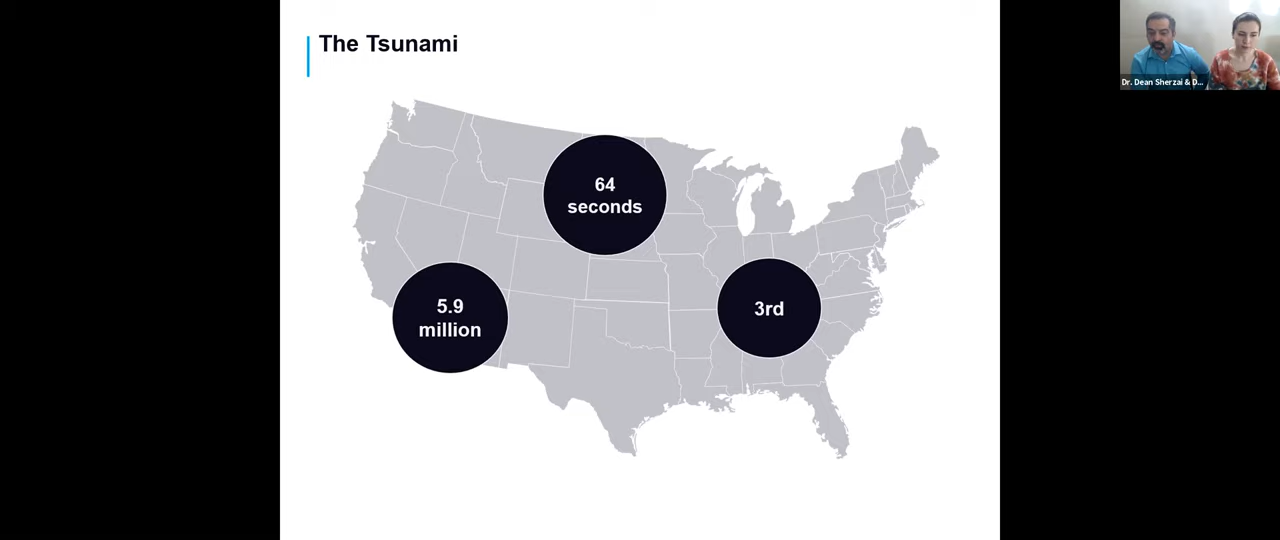 The Tsunami
64
seconds
5.9
million
3rd
Dr. Dean Sherzai & D...